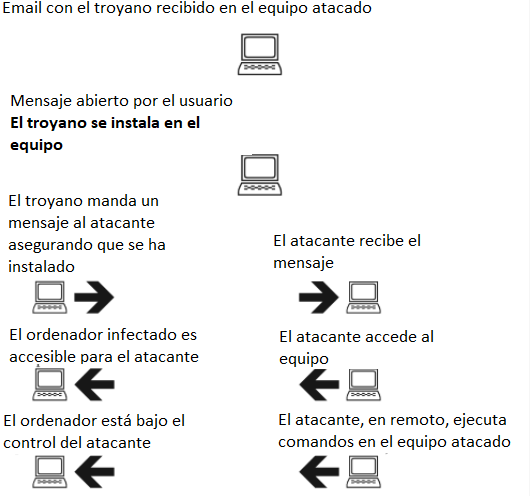 Email con el troyano recibido en el equipo atacado
Mensaje abierto por el usuario
El troyano se instala en el
equipo
El troyano manda un
mensaje al atacante
asegurando que se ha
instalado
El atacante recibe el
mensaje
El ordenador infectado es
accesible para el atacante
El atacante accede al
equipo
El ordenador está bajo el
control del atacante
El atacante, en remoto, ejecuta
comandos en el equipo atacado